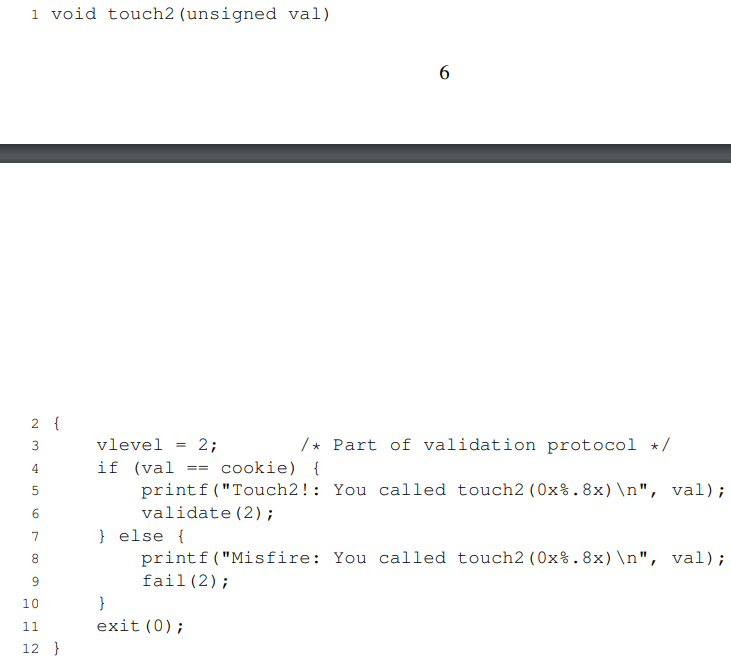 1 void touch2(unsigned val)
6
2 {
3     vlevel = 2;        /* Part of validation protocol */
4     if (val == cookie) {
5         printf("Touch2!: You called touch2(0x%.8x)\n", val);
6         validate(2);
7     } else {
8         printf("Misfire: You called touch2(0x%.8x)\n", val);
9         fail(2);
10     }
11     exit(0);
12 }